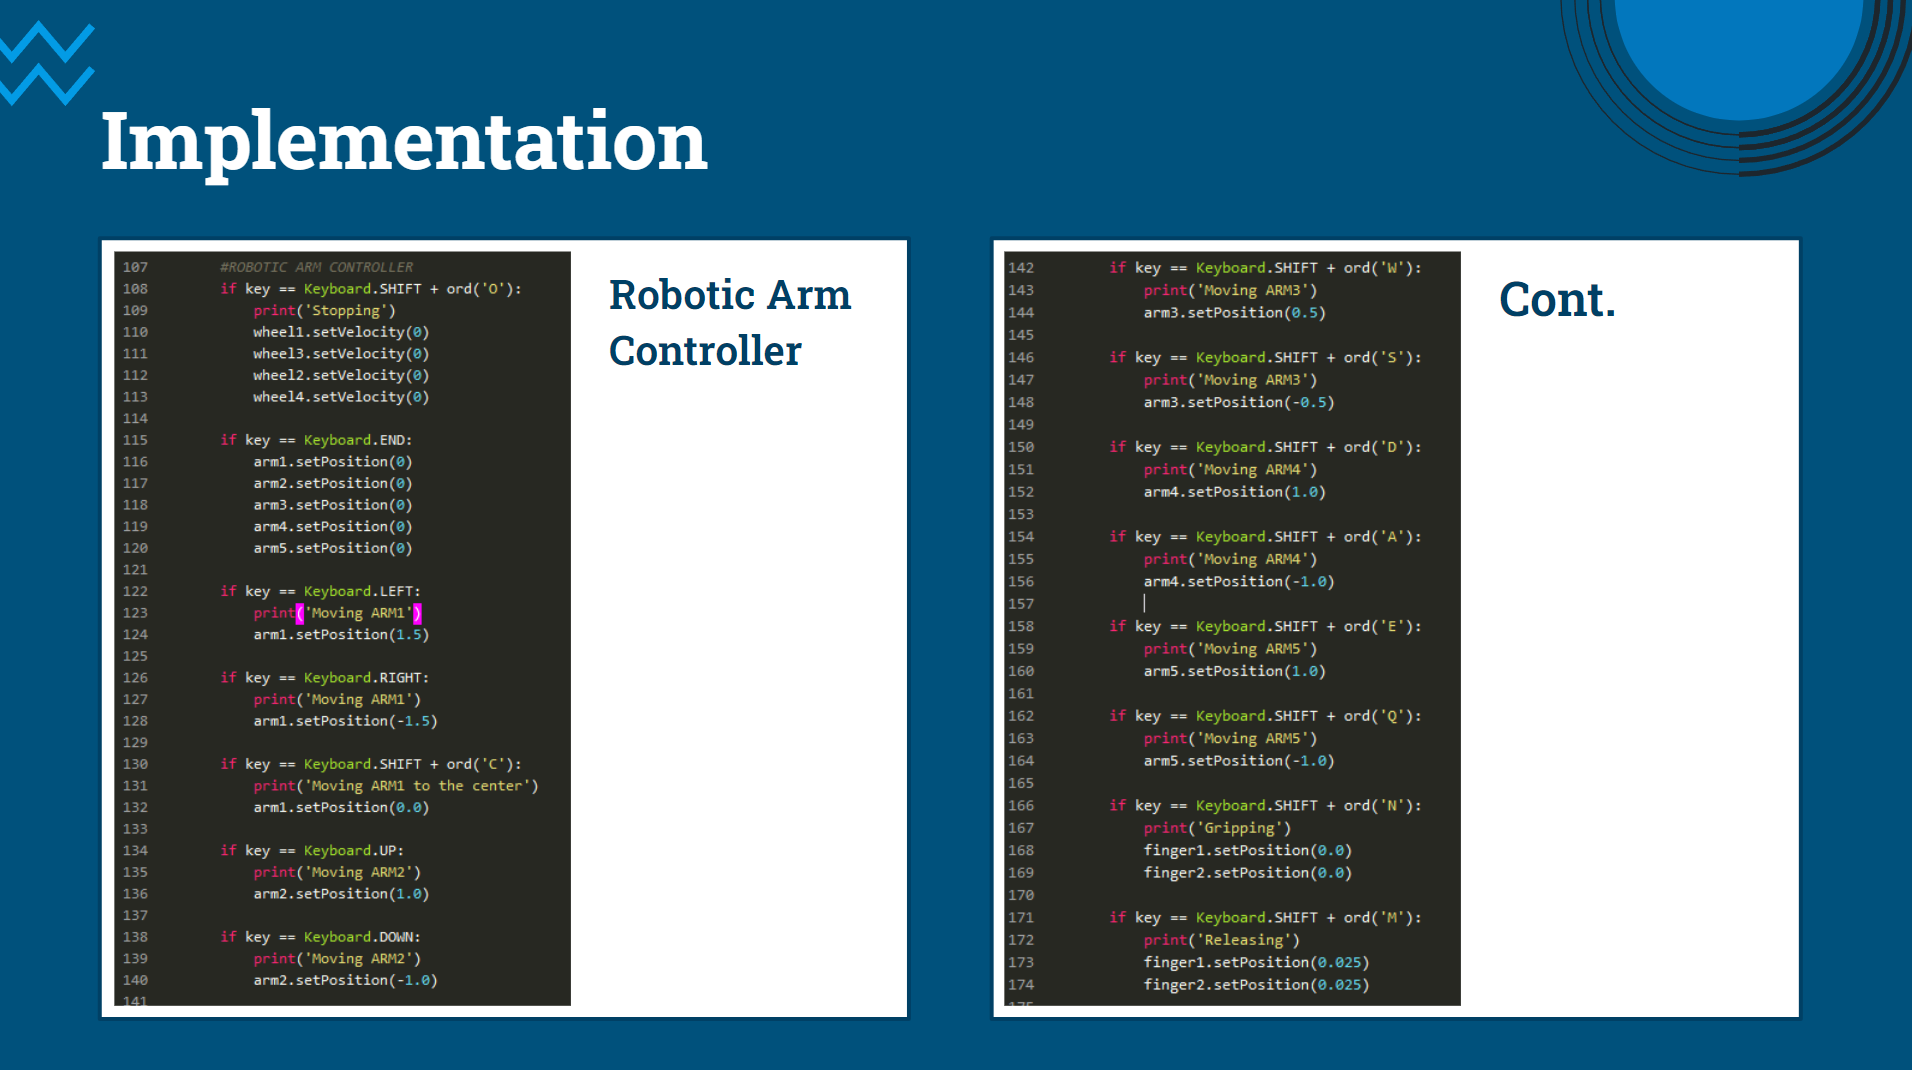 Implementation
107 #ROBOTIC ARM CONTROLLER
108 if key == Keyboard.SHIFT + ord('O'):
109 print('Stopping')
110 wheel1.setVelocity(0)
111 wheel3.setVelocity(0)
112 wheel2.setVelocity(0)
113 wheel4.setVelocity(0)
114
115 if key == Keyboard.END:
116 arm1.setPosition(0)
117 arm2.setPosition(0)
118 arm3.setPosition(0)
119 arm4.setPosition(0)
120 arm5.setPosition(0)
121
122 if key == Keyboard.LEFT:
123 print('Moving ARM1')
124 arm1.setPosition(1.5)
125
126 if key == Keyboard.RIGHT:
127 print('Moving ARM1')
128 arm1.setPosition(-1.5)
129
130 if key == Keyboard.SHIFT + ord('C'):
131 print('Moving ARM1 to the center')
132 arm1.setPosition(0.0)
133
134 if key == Keyboard.UP:
135 print('Moving ARM2')
136 arm2.setPosition(1.0)
137
138 if key == Keyboard.DOWN:
139 print('Moving ARM2')
140 arm2.setPosition(-1.0)
141
Robotic Arm
Controller
142 if key == Keyboard.SHIFT + ord('W'):
143 print('Moving ARM3')
144 arm3.setPosition(0.5)
145
146 if key == Keyboard.SHIFT + ord('S'):
147 print('Moving ARM3')
148 arm3.setPosition(-0.5)
149
150 if key == Keyboard.SHIFT + ord('D'):
151 print('Moving ARM4')
152 arm4.setPosition(1.0)
153
154 if key == Keyboard.SHIFT + ord('A'):
155 print('Moving ARM4')
156 arm4.setPosition(-1.0)
157
158 if key == Keyboard.SHIFT + ord('E'):
159 print('Moving ARM5')
160 arm5.setPosition(1.0)
161
162 if key == Keyboard.SHIFT + ord('Q'):
163 print('Moving ARM5')
164 arm5.setPosition(-1.0)
165
166 if key == Keyboard.SHIFT + ord('N'):
167 print('Gripping')
168 finger1.setPosition(0.0)
169 finger2.setPosition(0.0)
170
171 if key == Keyboard.SHIFT + ord('M'):
172 print('Releasing')
173 finger1.setPosition(0.025)
174 finger2.setPosition(0.025)
Cont.